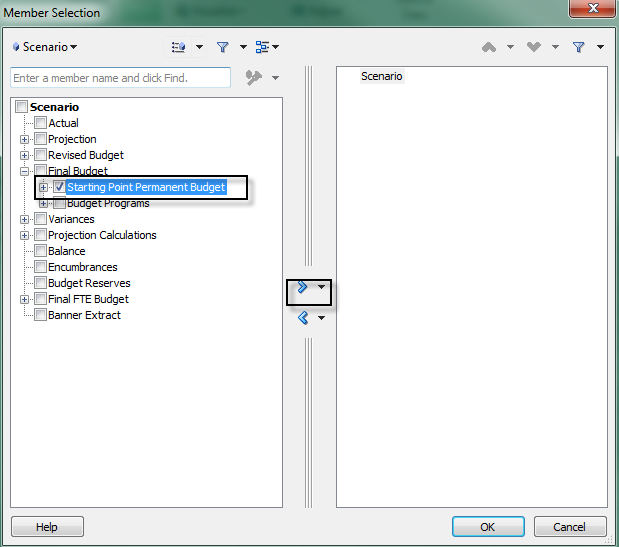 Member Selection
Scenario
Enter a member name and click Find.
Scenario
Actual
Projection
Revised Budget
Final Budget
Starting Point Permanent Budget
Budget Programs
Variances
Projection Calculations
Balance
Encumbrances
Budget Reserves
Final FTE Budget
Banner Extract
Scenario
Help
OK
Cancel